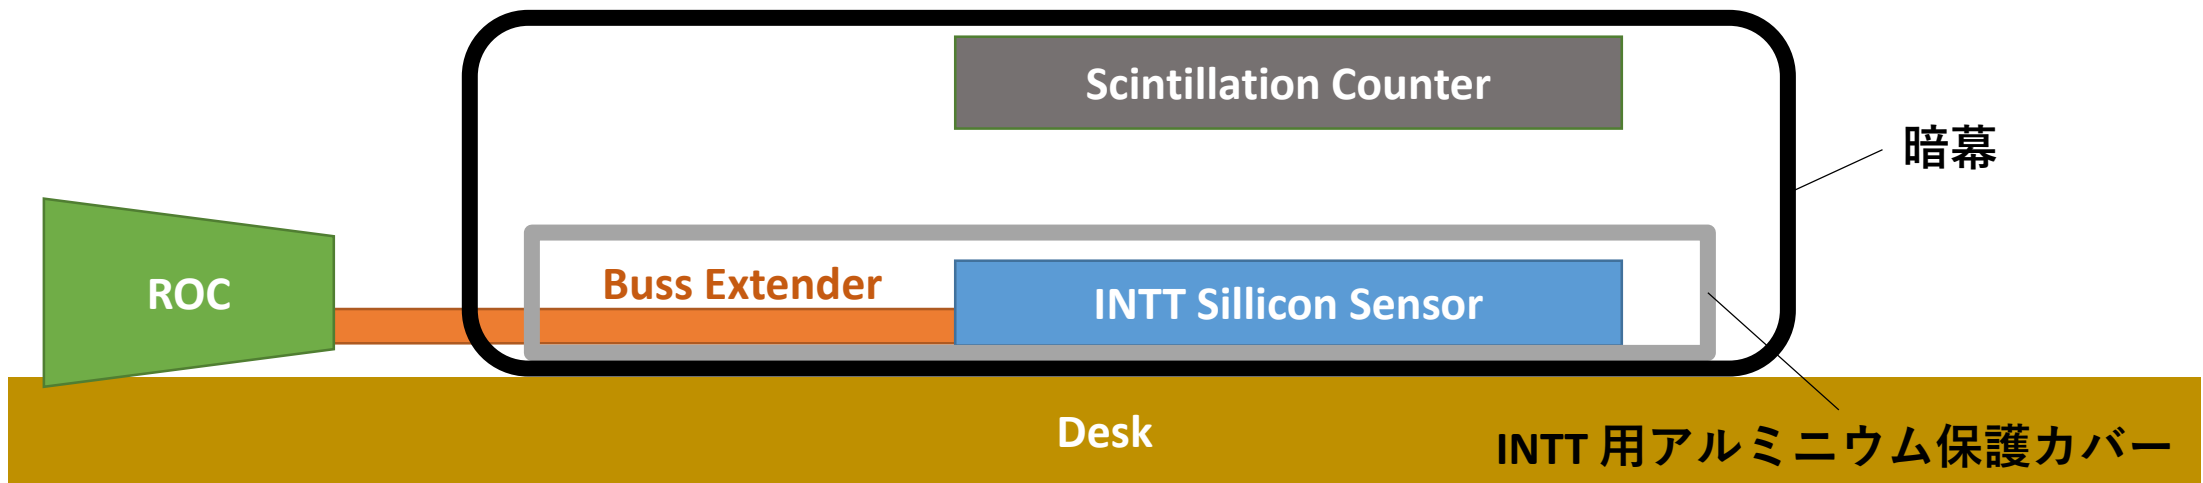 Scintillation Counter
暗幕
ROC
Buss Extender
INTT Sillicon Sensor
Desk
INTT 用アルミニウム保護カバー